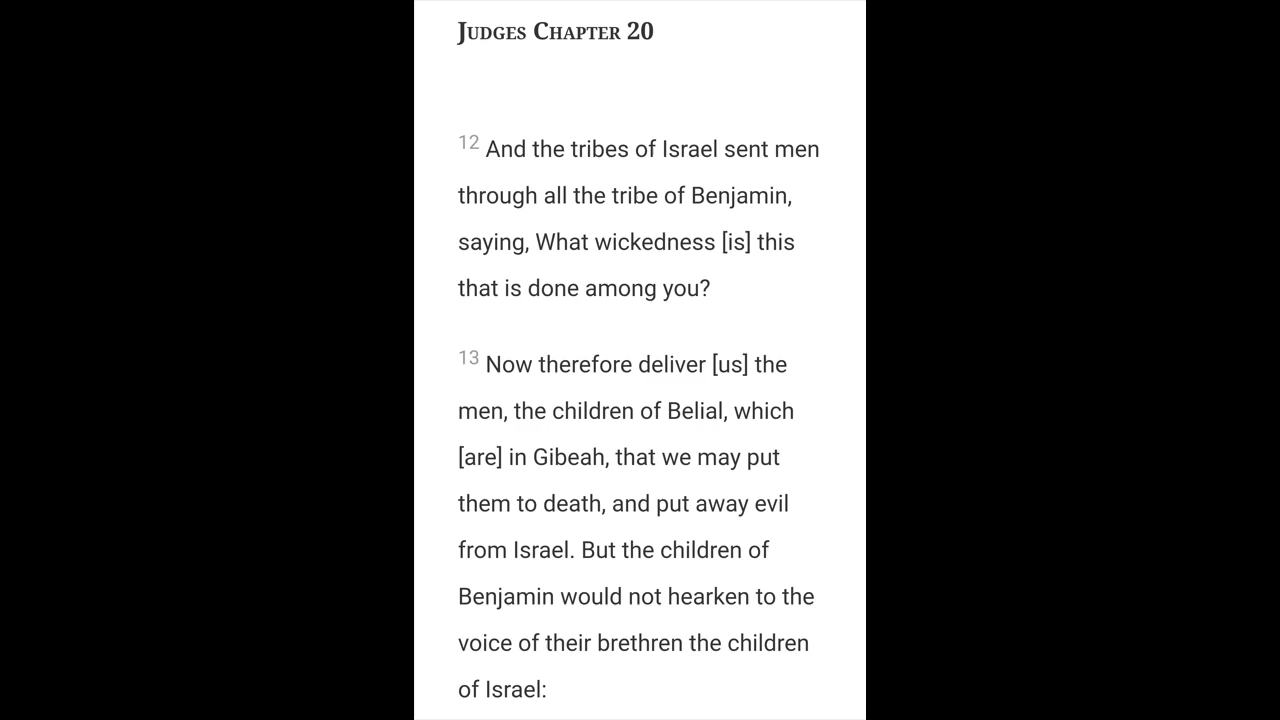 Judges Chapter 20
12 And the tribes of Israel sent men
through all the tribe of Benjamin,
saying, What wickedness [is] this
that is done among you?
13 Now therefore deliver [us] the
men, the children of Belial, which
[are] in Gibeah, that we may put
them to death, and put away evil
from Israel. But the children of
Benjamin would not hearken to the
voice of their brethren the children
of Israel: